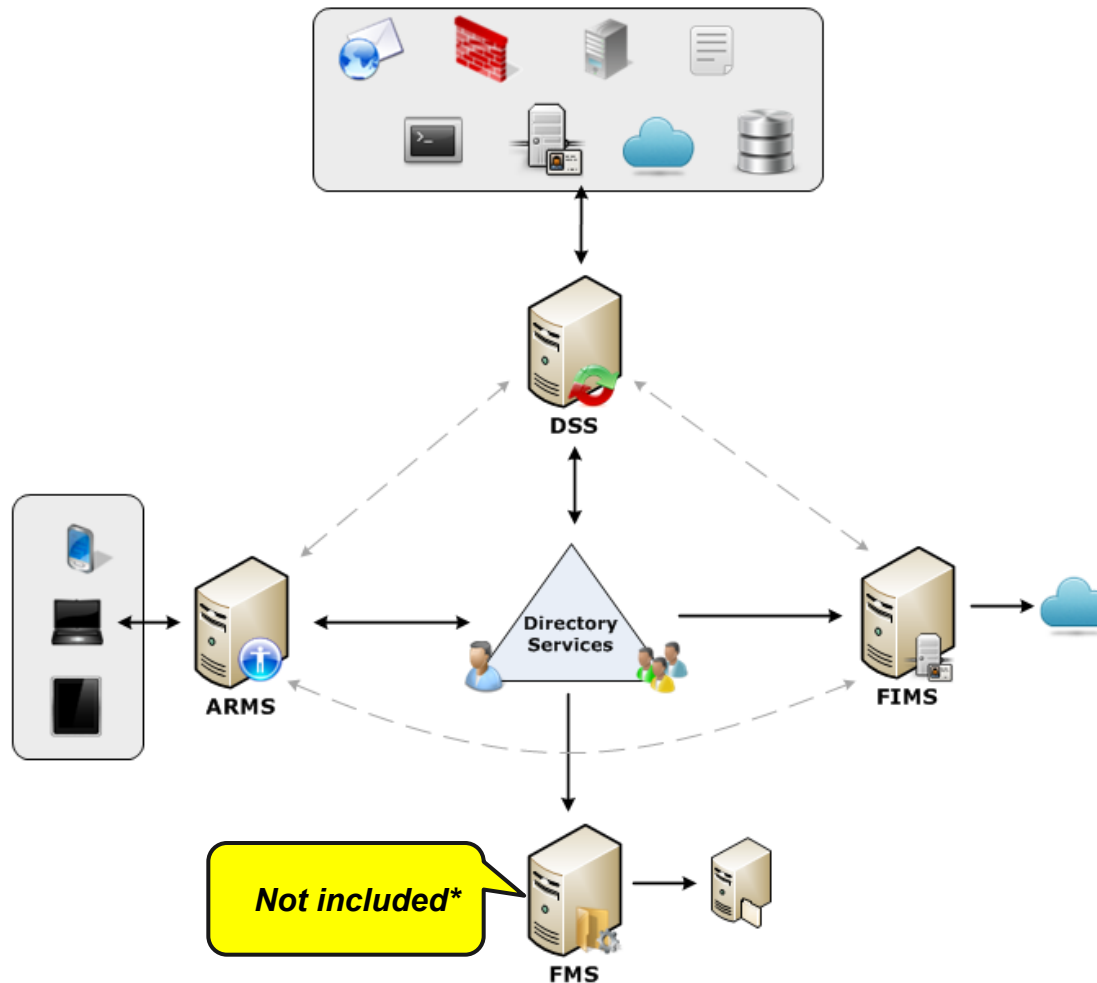 DSS
Directory
Services
ARMS
FIMS
Not included*
FMS